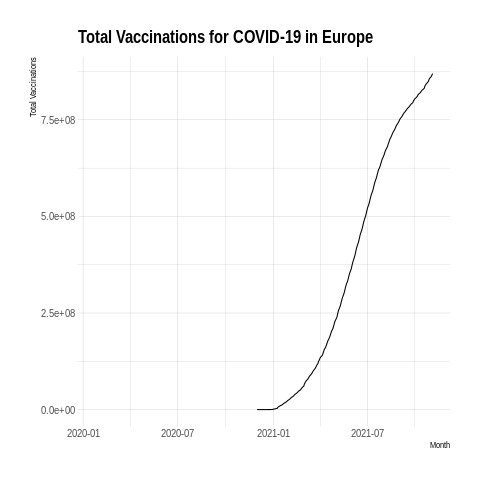 Total Vaccinations for COVID-19 in Europe
Total Vaccinations
7.5e+08
5.0e+08
2.5e+08
0.0e+00
2020-01 2020-07 2021-01 2021-07
Month